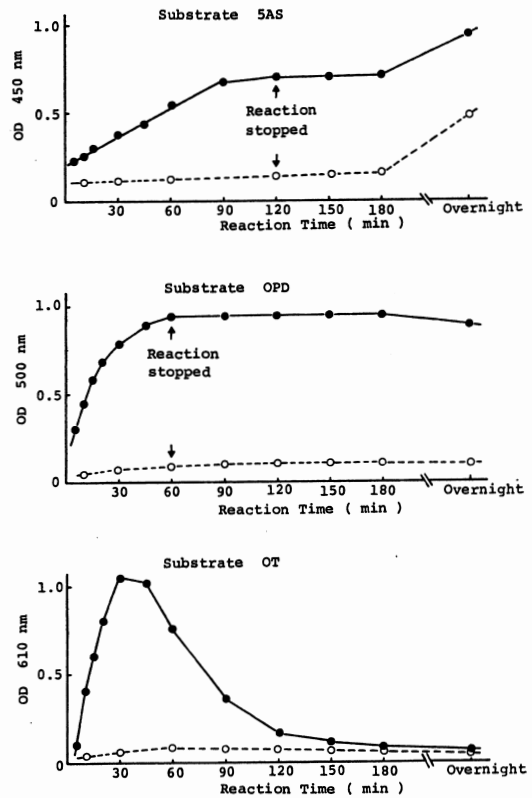 Substrate 5AS
1.0
0.5
0
OD 450 nm
Reaction
stopped
30 60 90 120 150 180 Overnight
Reaction Time ( min )
Substrate OPD
1.0
0.5
0
OD 500 nm
Reaction
stopped
30 60 90 120 150 180 Overnight
Reaction Time ( min )
Substrate OT
1.0
0.5
0
OD 610 nm
30 60 90 120 150 180 Overnight
Reaction Time ( min )